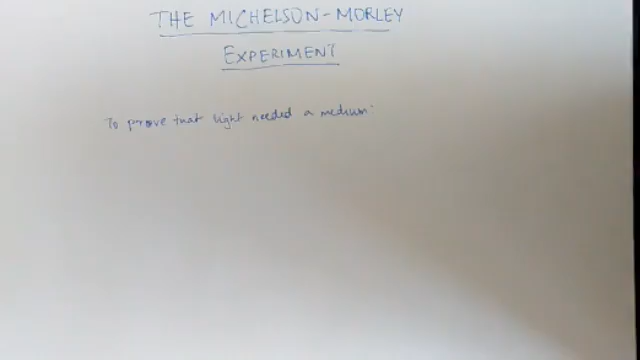 THE MICHELSON-MORLEY
EXPERIMENT
To prove that light needed a medium: